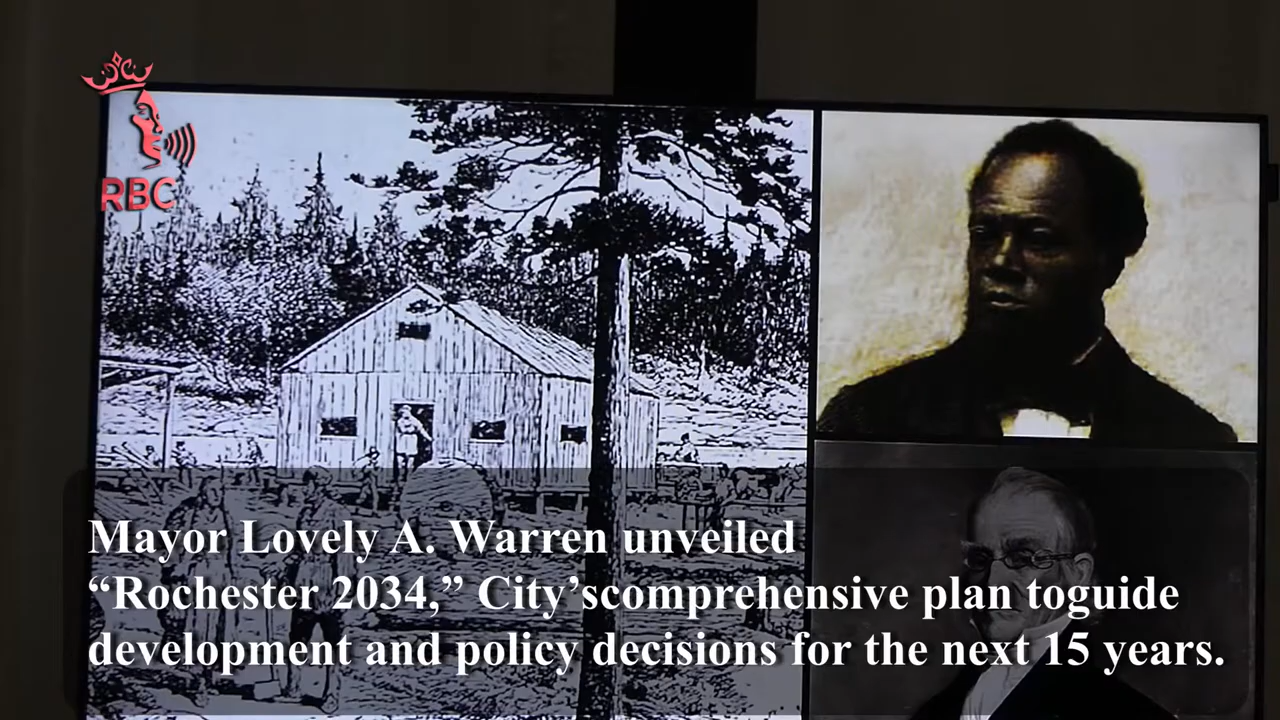 RBC
Mayor Lovely A. Warren unveiled
“Rochester 2034,” City’scomprehensive plan toguide
development and policy decisions for the next 15 years.